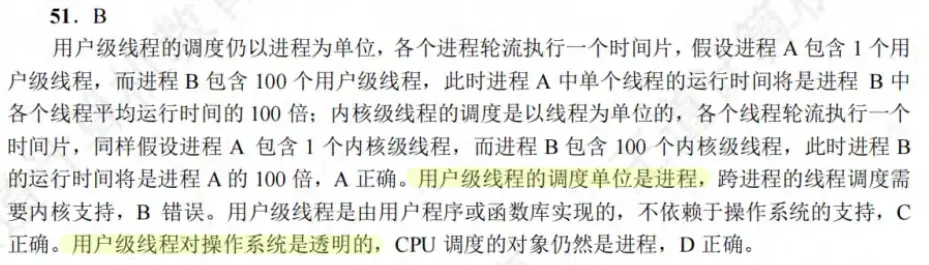 51．B
用户级线程的调度仍以进程为单位，各个进程轮流执行一个时间片，假设进程 A 包含 1 个用
户级线程，而进程 B 包含 100 个用户级线程，此时进程 A 中单个线程的运行时间将是进程 B 中
各个线程平均运行时间的 100 倍；内核级线程的调度是以线程为单位的，各个线程轮流执行一个
时间片，同样假设进程 A 包含 1 个内核级线程，而进程 B 包含 100 个内核级线程，此时进程 B
的运行时间将是进程 A 的 100 倍，A 正确。用户级线程的调度单位是进程，跨进程的线程调度需
要内核支持，B 错误。用户级线程是由用户程序或函数库实现的，不依赖于操作系统的支持，C
正确。用户级线程对操作系统是透明的，CPU 调度的对象仍然是进程，D 正确。